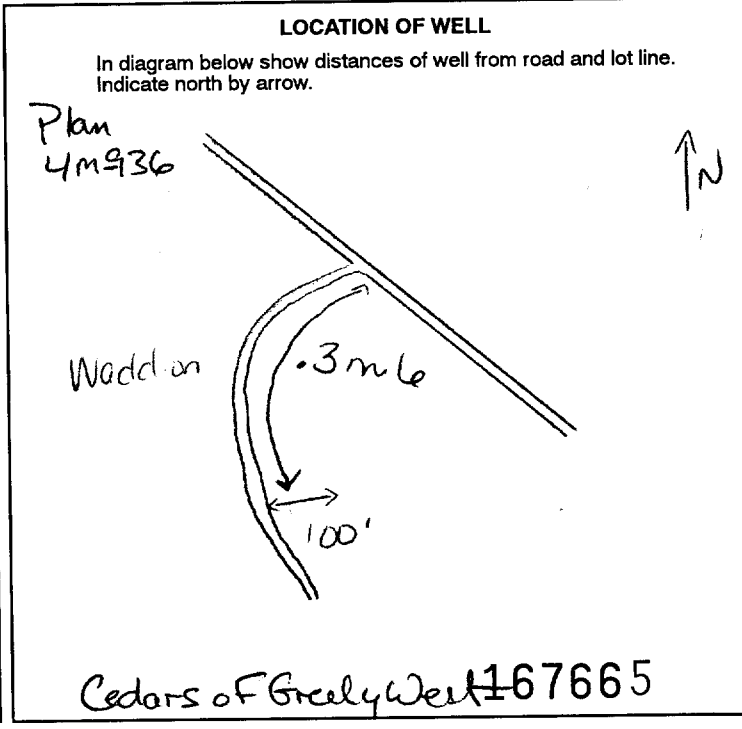 LOCATION OF WELL
In diagram below show distances of well from road and lot line.
Indicate north by arrow.
Plan
4M936
N
Waddon
.3 mile
100'
Cedars of Greely West 167665